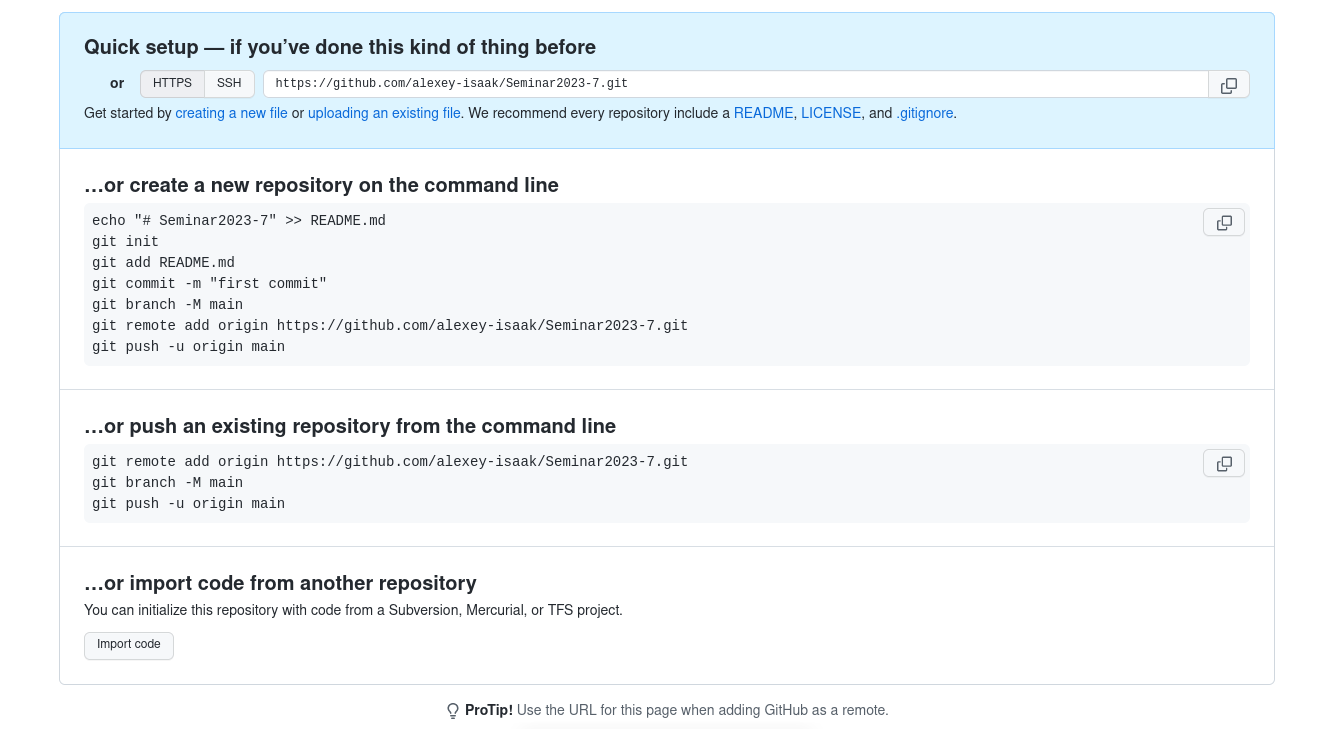 Quick setup — if you’ve done this kind of thing before
or HTTPS SSH https://github.com/alexey-isaak/Seminar2023-7.git
Get started by creating a new file or uploading an existing file. We recommend every repository include a README, LICENSE, and .gitignore.
…or create a new repository on the command line
echo "# Seminar2023-7" >> README.md
git init
git add README.md
git commit -m "first commit"
git branch -M main
git remote add origin https://github.com/alexey-isaak/Seminar2023-7.git
git push -u origin main
…or push an existing repository from the command line
git remote add origin https://github.com/alexey-isaak/Seminar2023-7.git
git branch -M main
git push -u origin main
…or import code from another repository
You can initialize this repository with code from a Subversion, Mercurial, or TFS project.
Import code
ProTip! Use the URL for this page when adding GitHub as a remote.